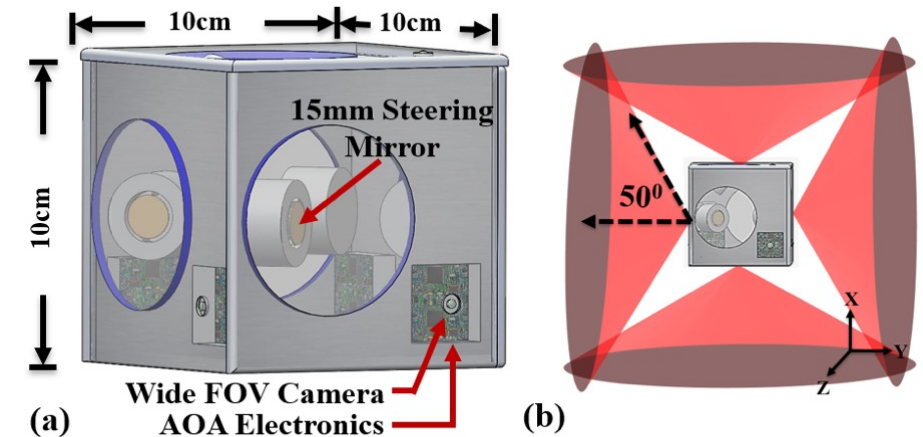 10cm
10cm
10cm
15mm Steering
Mirror
Wide FOV Camera
AOA Electronics
(a)
50⁰
X
Y
Z
(b)